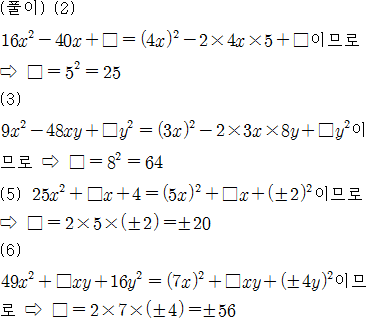 (풀이) (2)
16x²－40x＋□＝(4x)²－2×4x×5＋□이므로
⇨ □＝5²＝25
(3)
9x²－48xy＋□y²＝(3x)²－2×3x×8y＋□y²이
므로 ⇨ □＝8²＝64
(5) 25x²＋□x＋4＝(5x)²＋□x＋(±2)²이므로
⇨ □＝2×5×(±2)＝±20
(6)
49x²＋□xy＋16y²＝(7x)²＋□xy＋(±4y)²이므
로 ⇨ □＝2×7×(±4)＝±56